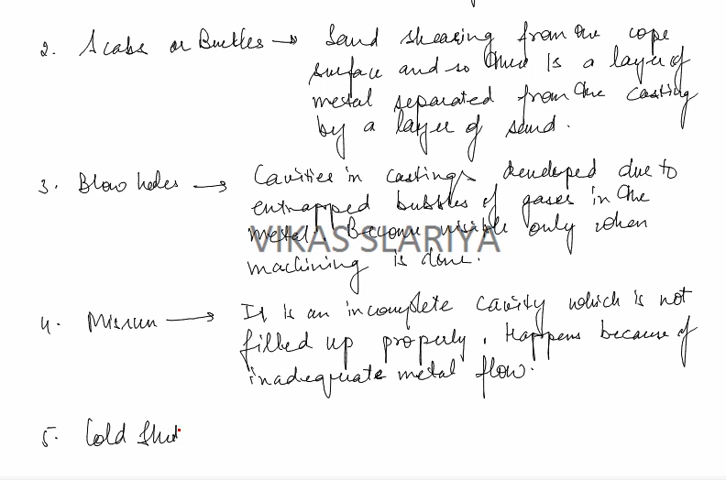 2. Scabs or Buckles → Sand shearing from the cope
surface and so there is a layer of
metal separated from the casting
by a layer of sand.
3. Blow holes → Cavities in castings developed due to
entrapped bubbles of gases in the
metal. Become visible only when
VIKAS SLARIYA
machining is done.
4. Misrun → It is an incomplete cavity which is not
filled up properly. Happens because of
inadequate metal flow.
5. Cold Shut